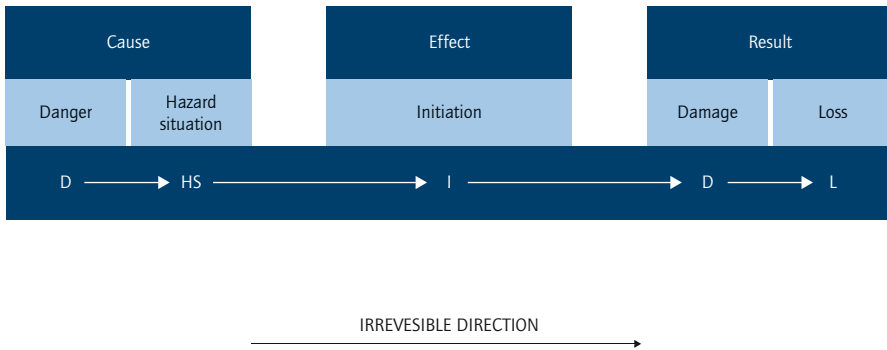 Cause Effect Result
Danger Hazard situation Initiation Damage Loss
D HS I D L
IRREVESIBLE DIRECTION